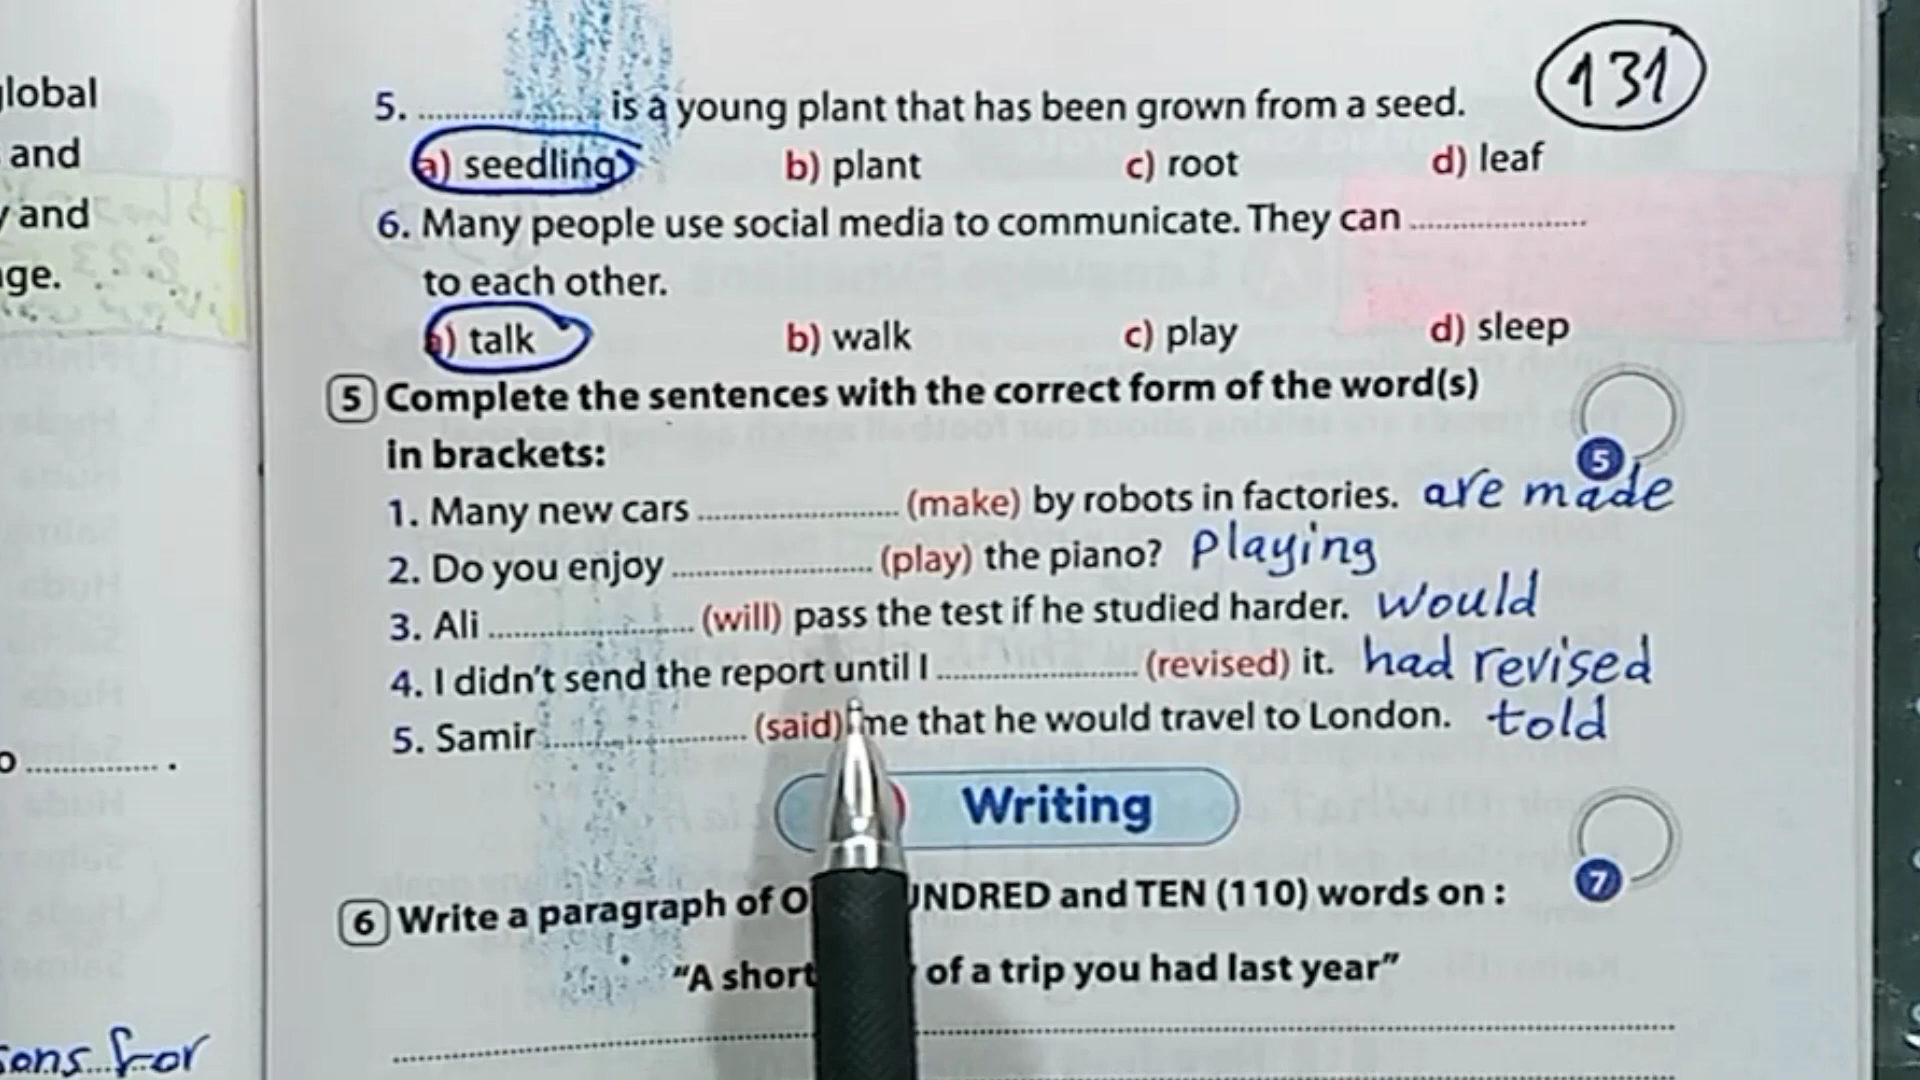 131
global
5. .................. is a young plant that has been grown from a seed.
and
a) seedling b) plant c) root d) leaf
and
6. Many people use social media to communicate. They can ..................
to each other.
a) talk b) walk c) play d) sleep
5 Complete the sentences with the correct form of the word(s)
in brackets:
5
1. Many new cars .................. (make) by robots in factories. are made
2. Do you enjoy .................. (play) the piano? Playing
3. Ali .................. (will) pass the test if he studied harder. would
4. I didn't send the report until I .................. (revised) it. had revised
5. Samir .................. (said) me that he would travel to London. told
Writing
7
6 Write a paragraph of and TEN (110) words on :
"A short of a trip you had last year"
for